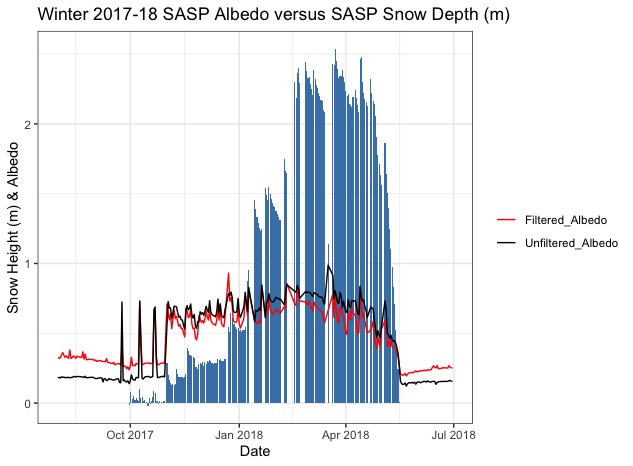 Winter 2017-18 SASP Albedo versus SASP Snow Depth (m)
Snow Height (m) & Albedo
2
1
0
Oct 2017
Jan 2018
Apr 2018
Jul 2018
Date
Filtered_Albedo
Unfiltered_Albedo